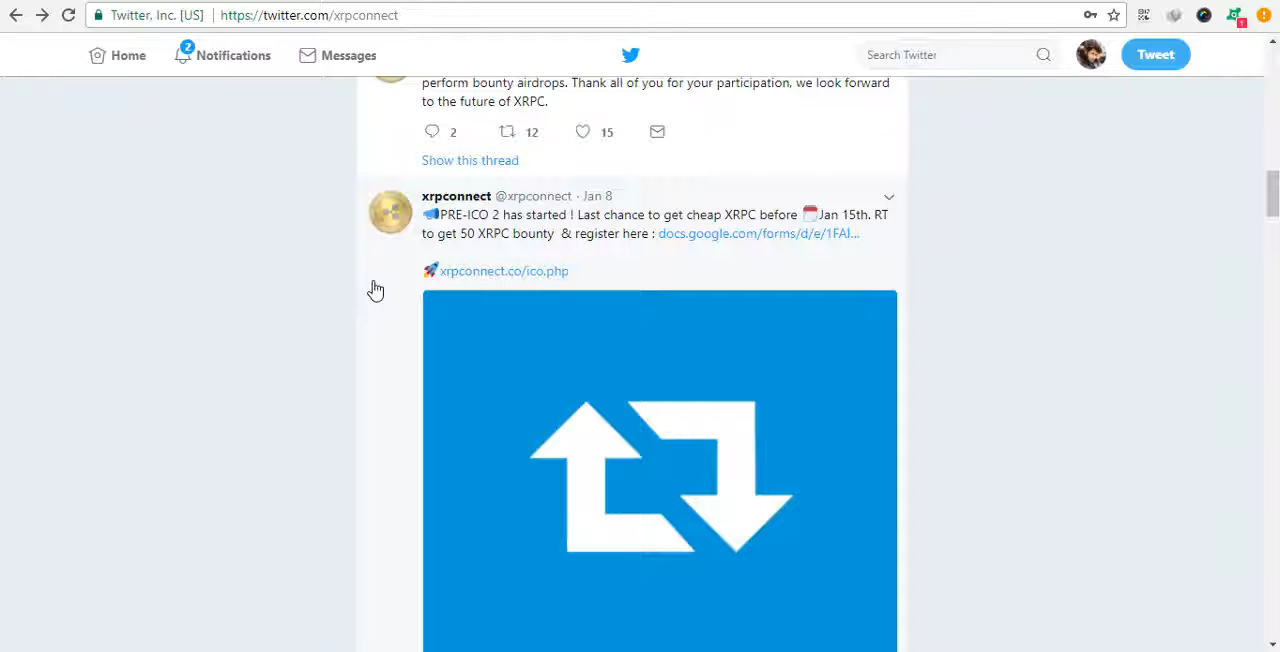 Twitter, Inc. [US] https://twitter.com/xrpconnect
1
Home
2
Notifications
Messages
Search Twitter
Tweet
perform bounty airdrops. Thank all of you for your participation, we look forward
to the future of XRPC.
2 12 15
Show this thread
xrpconnect @xrpconnect · Jan 8
📣PRE-ICO 2 has started ! Last chance to get cheap XRPC before 🗓Jan 15th. RT
to get 50 XRPC bounty & register here : docs.google.com/forms/d/e/1FAI...
🚀xrpconnect.co/ico.php